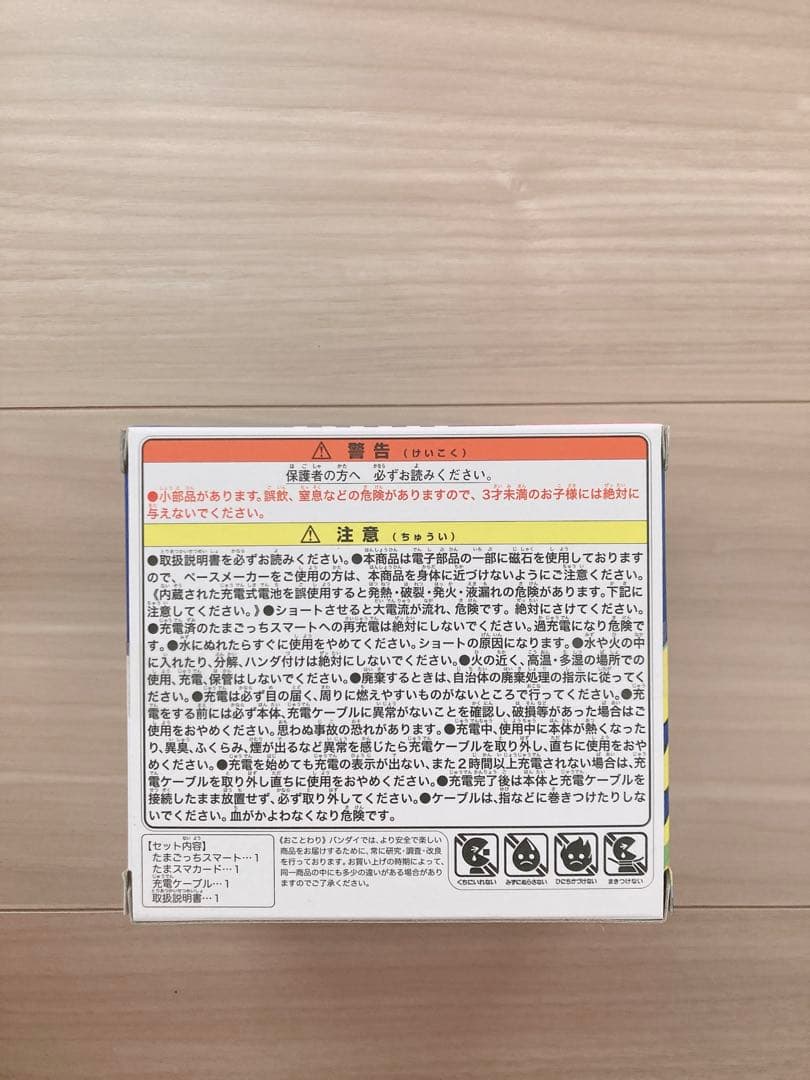 ⚠ 警告 (けいこく)
保護者の方へ 必ずお読みください。
●小部品があります。誤飲、窒息などの危険がありますので、3才未満のお子様には絶対に
与えないでください。
⚠ 注意 (ちゅうい)
●取扱説明書を必ずお読みください。●本商品は電子部品の一部に磁石を使用しております
ので、ペースメーカーをご使用の方は、本商品を身体に近づけないようにご注意ください。
《内蔵された充電式電池を誤使用すると発熱・破裂・発火・液漏れの危険があります。下記に
注意してください。》●ショートさせると大電流が流れ、危険です。絶対にさけてください。
●充電済のたまごっちスマートへの再充電は絶対にしないでください。過充電になり危険で
す。●水にぬれたらすぐに使用をやめてください。ショートの原因になります。●水や火の中
に入れたり、分解、ハンダ付けは絶対にしないでください。●火の近く、高温・多湿の場所での
使用、充電、保管はしないでください。●廃棄するときは、自治体の廃棄処理の指示に従ってく
ださい。●充電は必ず目の届く、周りに燃えやすいものがないところで行ってください。●充
電をする前には必ず本体、充電ケーブルに異常がないことを確認し、破損等があった場合はご
使用をおやめください。思わぬ事故の恐れがあります。●充電中、使用中に本体が熱くなった
り、異臭、ふくらみ、煙が出るなど異常を感じたら充電ケーブルを取り外し、直ちに使用をおや
めください。●充電を始めても充電の表示が出ない、また2時間以上充電されない場合は、充
電ケーブルを取り外し直ちに使用をおやめください。●充電完了後は本体と充電ケーブルを
接続したまま放置せず、必ず取り外してください。●ケーブルは、指などに巻きつけたりしな
いでください。血がかよわなくなり危険です。
【セット内容】
たまごっちスマート…1
たまスマカード…1
充電ケーブル…1
取扱説明書…1
《おことわり》バンダイでは、より安全で楽しい
商品をお届けするために、常に研究・調査・改良
を行っております。お買い上げの時期によって、
同一商品の中にも多少の違いがある場合があり
ますのでご了承ください。
くちにいれない
みずにぬらさない
ひにちかづけない
まきつけない